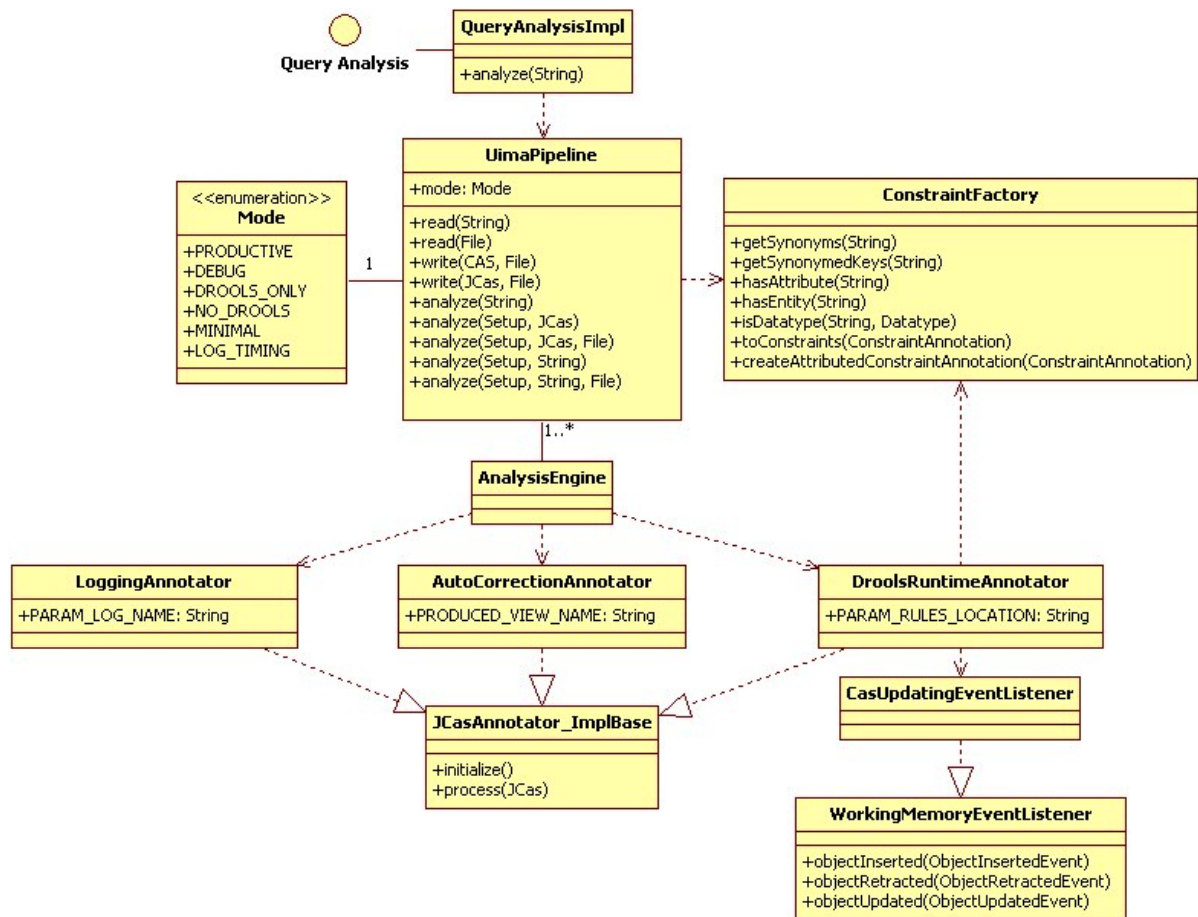 QueryAnalysisImpl
+analyze(String)
Query Analysis
UimaPipeline
+mode: Mode
+read(String)
+read(File)
+write(CAS, File)
+write(JCas, File)
+analyze(String)
+analyze(Setup, JCas)
+analyze(Setup, JCas, File)
+analyze(Setup, String)
+analyze(Setup, String, File)
<<enumeration>>
Mode
+PRODUCTIVE
+DEBUG
+DROOLS_ONLY
+NO_DROOLS
+MINIMAL
+LOG_TIMING
1
ConstraintFactory
+getSynonyms(String)
+getSynonymedKeys(String)
+hasAttribute(String)
+hasEntity(String)
+isDatatype(String, Datatype)
+toConstraints(ConstraintAnnotation)
+createAttributedConstraintAnnotation(ConstraintAnnotation)
1..*
AnalysisEngine
LoggingAnnotator
+PARAM_LOG_NAME: String
AutoCorrectionAnnotator
+PRODUCED_VIEW_NAME: String
DroolsRuntimeAnnotator
+PARAM_RULES_LOCATION: String
JCasAnnotator_ImplBase
+initialize()
+process(JCas)
CasUpdatingEventListener
WorkingMemoryEventListener
+objectInserted(ObjectInsertedEvent)
+objectRetracted(ObjectRetractedEvent)
+objectUpdated(ObjectUpdatedEvent)